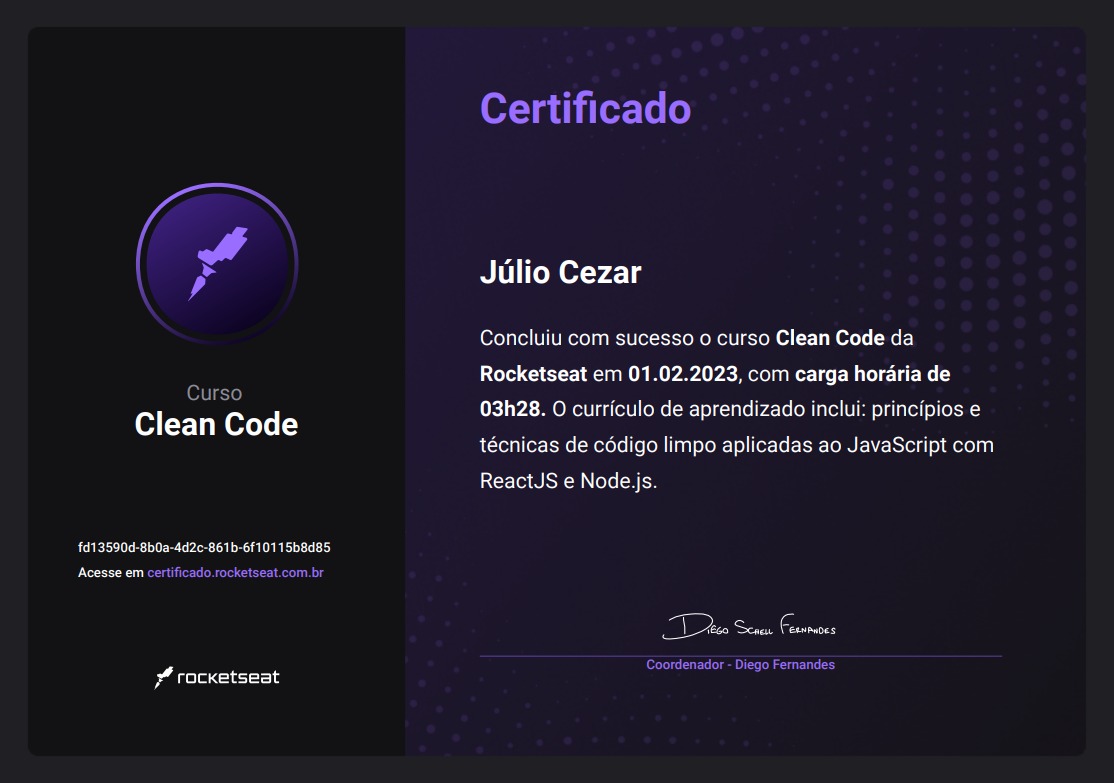 Curso
Clean Code
fd13590d-8b0a-4d2c-861b-6f10115b8d85
Acesse em certificado.rocketseat.com.br
rocketseat
Certificado
Júlio Cezar
Concluiu com sucesso o curso Clean Code da
Rocketseat em 01.02.2023, com carga horária de
03h28. O currículo de aprendizado inclui: princípios e
técnicas de código limpo aplicadas ao JavaScript com
ReactJS e Node.js.
Diego Schell Fernandes
Coordenador - Diego Fernandes